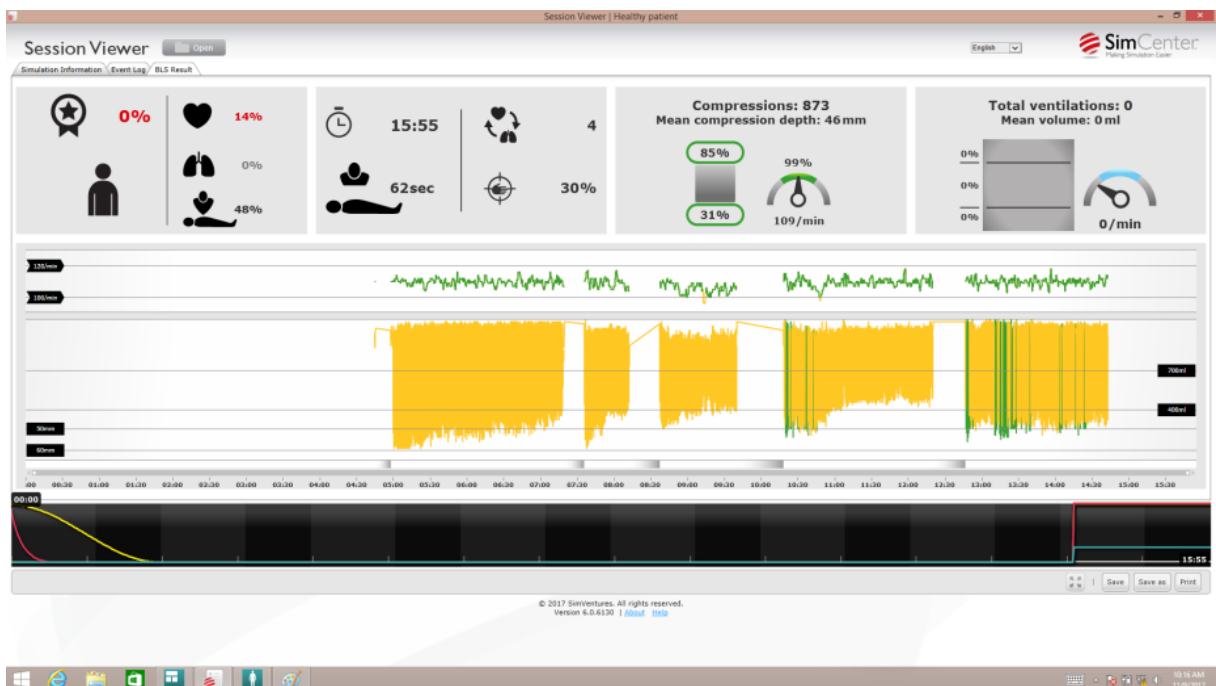 Session Viewer | Healthy patient
Session Viewer
Open
English
SimCenter
Making Simulation Easier
Simulation Information
Event Log
BLS Result
0%
14%
0%
48%
15:55
4
62sec
30%
Compressions: 873
Mean compression depth: 46mm
85%
99%
31%
109/min
Total ventilations: 0
Mean volume: 0ml
0%
0%
0%
0/min
120/min
100/min
700ml
400ml
60mm
:00 00:30 01:00 01:30 02:00 02:30 03:00 03:30 04:00 04:30 05:00 05:30 06:00 06:30 07:00 07:30 08:00 08:30 09:00 09:30 10:00 10:30 11:00 11:30 12:00 12:30 13:00 13:30 14:00 14:30 15:00 15:30
00:00
15:55
Save
Save as
Print
© 2017 SimVentures. All rights reserved.
Version 6.0.6130 | About Help
10:16 AM